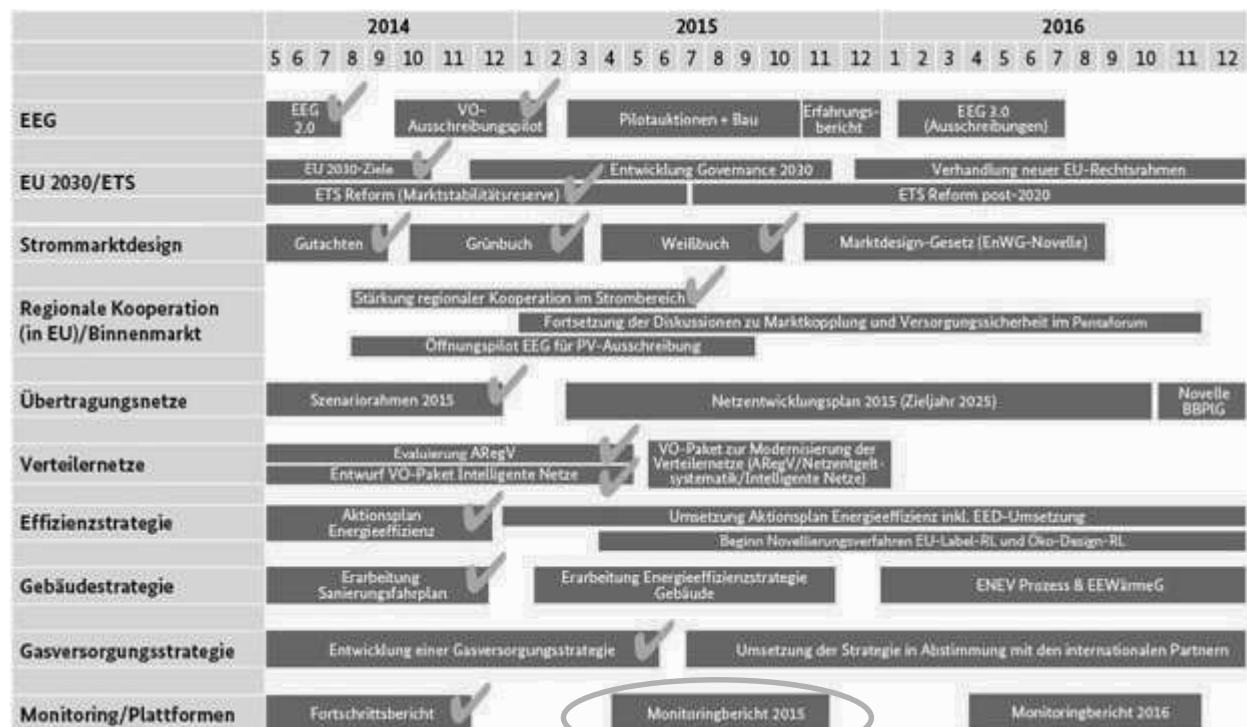 2014 2015 2016
5 6 7 8 9 10 11 12 1 2 3 4 5 6 7 8 9 10 11 12 1 2 3 4 5 6 7 8 9 10 11 12
EEG
EEG
2.0
VO-
Ausschreibungspilot
Pilotauktionen + Bau
Erfahrungs-
bericht
EEG 3.0
(Ausschreibungen)
EU 2030/ETS
EU 2030-Ziele
Entwicklung Governance 2030
Verhandlung neuer EU-Rechtsrahmen
ETS Reform (Marktstabilitätsreserve)
ETS Reform post-2020
Strommarktdesign
Gutachten
Grünbuch
Weißbuch
Marktdesign-Gesetz (EnWG-Novelle)
Regionale Kooperation
(in EU)/Binnenmarkt
Stärkung regionaler Kooperation im Strombereich
Fortsetzung der Diskussionen zu Marktkopplung und Versorgungssicherheit im Pentaforum
Öffnungspilot EEG für PV-Ausschreibung
Übertragungsnetze
Szenariorahmen 2015
Netzentwicklungsplan 2015 (Zieljahr 2025)
Novelle
BBPlG
Verteilernetze
Evaluierung ARegV
Entwurf VO-Paket Intelligente Netze
VO-Paket zur Modernisierung der
Verteilernetze (ARegV/Netzentgelt-
systematik/Intelligente Netze)
Effizienzstrategie
Aktionsplan
Energieeffizienz
Umsetzung Aktionsplan Energieeffizienz inkl. EED-Umsetzung
Beginn Novellierungsverfahren EU-Label-RL und Öko-Design-RL
Gebäudestrategie
Erarbeitung
Sanierungsfahrplan
Erarbeitung Energieeffizienzstrategie
Gebäude
ENEV Prozess & EEWärmeG
Gasversorgungsstrategie
Entwicklung einer Gasversorgungsstrategie
Umsetzung der Strategie in Abstimmung mit den internationalen Partnern
Monitoring/Plattformen
Fortschrittsbericht
Monitoringbericht 2015
Monitoringbericht 2016